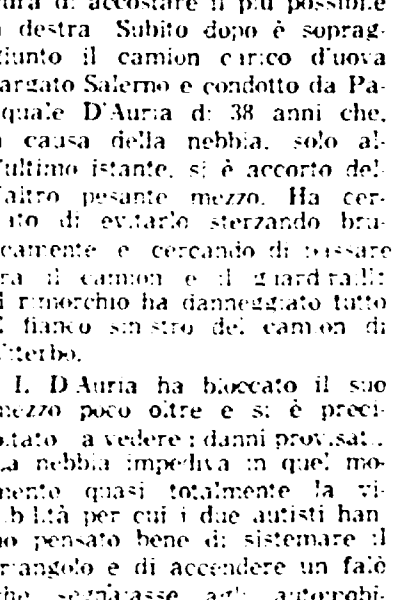 di accostare il più possibile
destra Subito dopo è soprag-
giunto il camion carico d'uova
targato Salerno e condotto da Pa-
squale D'Auria di 38 anni che,
a causa della nebbia, solo al-
l'ultimo istante, si è accorto del-
l'altro pesante mezzo. Ha cer-
cato di evitarlo sterzando bru-
scamente e cercando di passare
tra il camion e il guard rail:
il rimorchio ha danneggiato tutto
il fianco sinistro del camion di
Viterbo.
I. D'Auria ha bloccato il suo
mezzo poco oltre e si è preci-
pitato a vedere i danni provocati.
La nebbia impediva in quel mo-
mento quasi totalmente la vi-
sibilità per cui i due autisti han
no pensato bene di sistemare il
triangolo e di accendere un falò
che segnalasse agli automobi-